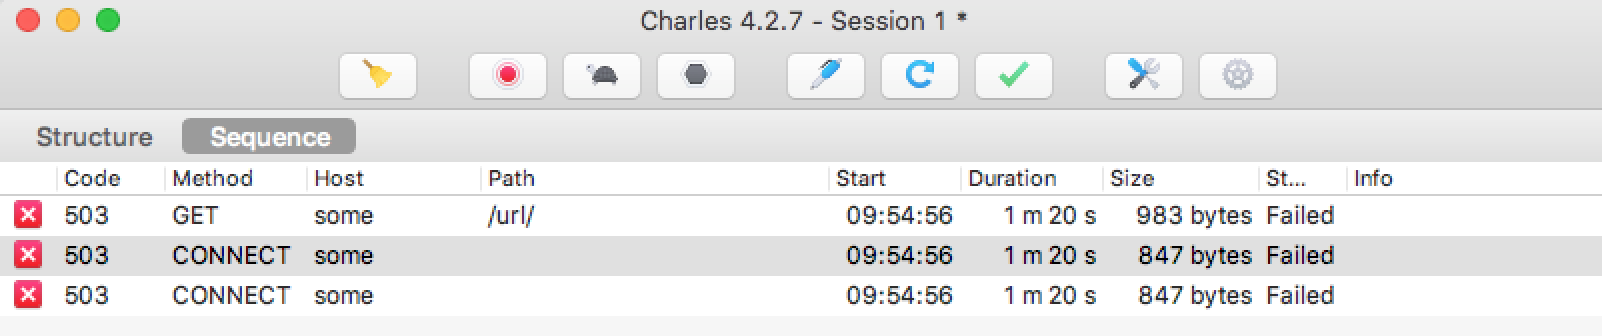 Charles 4.2.7 - Session 1 *
Structure Sequence
Code Method Host Path Start Duration Size St... Info
503 GET some /url/ 09:54:56 1 m 20 s 983 bytes Failed
503 CONNECT some 09:54:56 1 m 20 s 847 bytes Failed
503 CONNECT some 09:54:56 1 m 20 s 847 bytes Failed